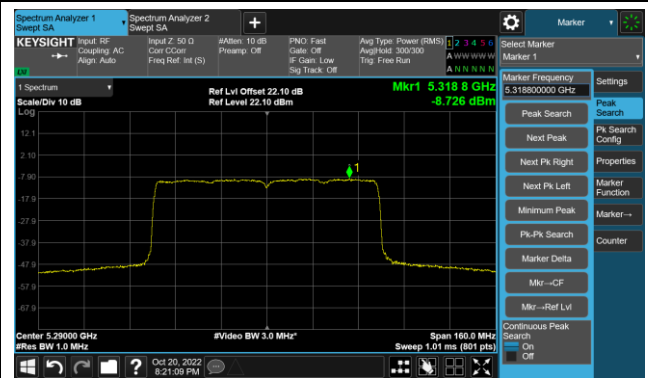 Spectrum Analyzer 1
Swept SA
Spectrum Analyzer 2
Swept SA
Marker
KEYSIGHT
Input: RF
Coupling: AC
Align: Auto
Input Z: 50 Ω
Corr CCorr
Freq Ref: Int (S)
#Atten: 10 dB
Preamp: Off
PNO: Fast
Gate: Off
IF Gain: Low
Sig Track: Off
Avg Type: Power (RMS)
Avg|Hold: 300/300
Trig: Free Run
1 2 3 4 5 6
A W W W W W
A N N N N N
LXI
Select Marker
Marker 1
1 Spectrum
Scale/Div 10 dB
Ref Lvl Offset 22.10 dB
Ref Level 22.10 dBm
Mkr1 5.318 8 GHz
-8.726 dBm
Log
12.1
2.10
-7.90
-17.9
-27.9
-37.9
-47.9
-57.9
-67.9
1
Center 5.29000 GHz
#Res BW 1.0 MHz
#Video BW 3.0 MHz*
Span 160.0 MHz
Sweep 1.01 ms (801 pts)
Marker Frequency
5.318800000 GHz
Peak Search
Next Peak
Next Pk Right
Next Pk Left
Minimum Peak
Pk-Pk Search
Marker Delta
Mkr→CF
Mkr→Ref Lvl
Continuous Peak
Search
On
Off
Settings
Peak
Search
Pk Search
Config
Properties
Marker
Function
Marker→
Counter
?
Oct 20, 2022
8:21:09 PM